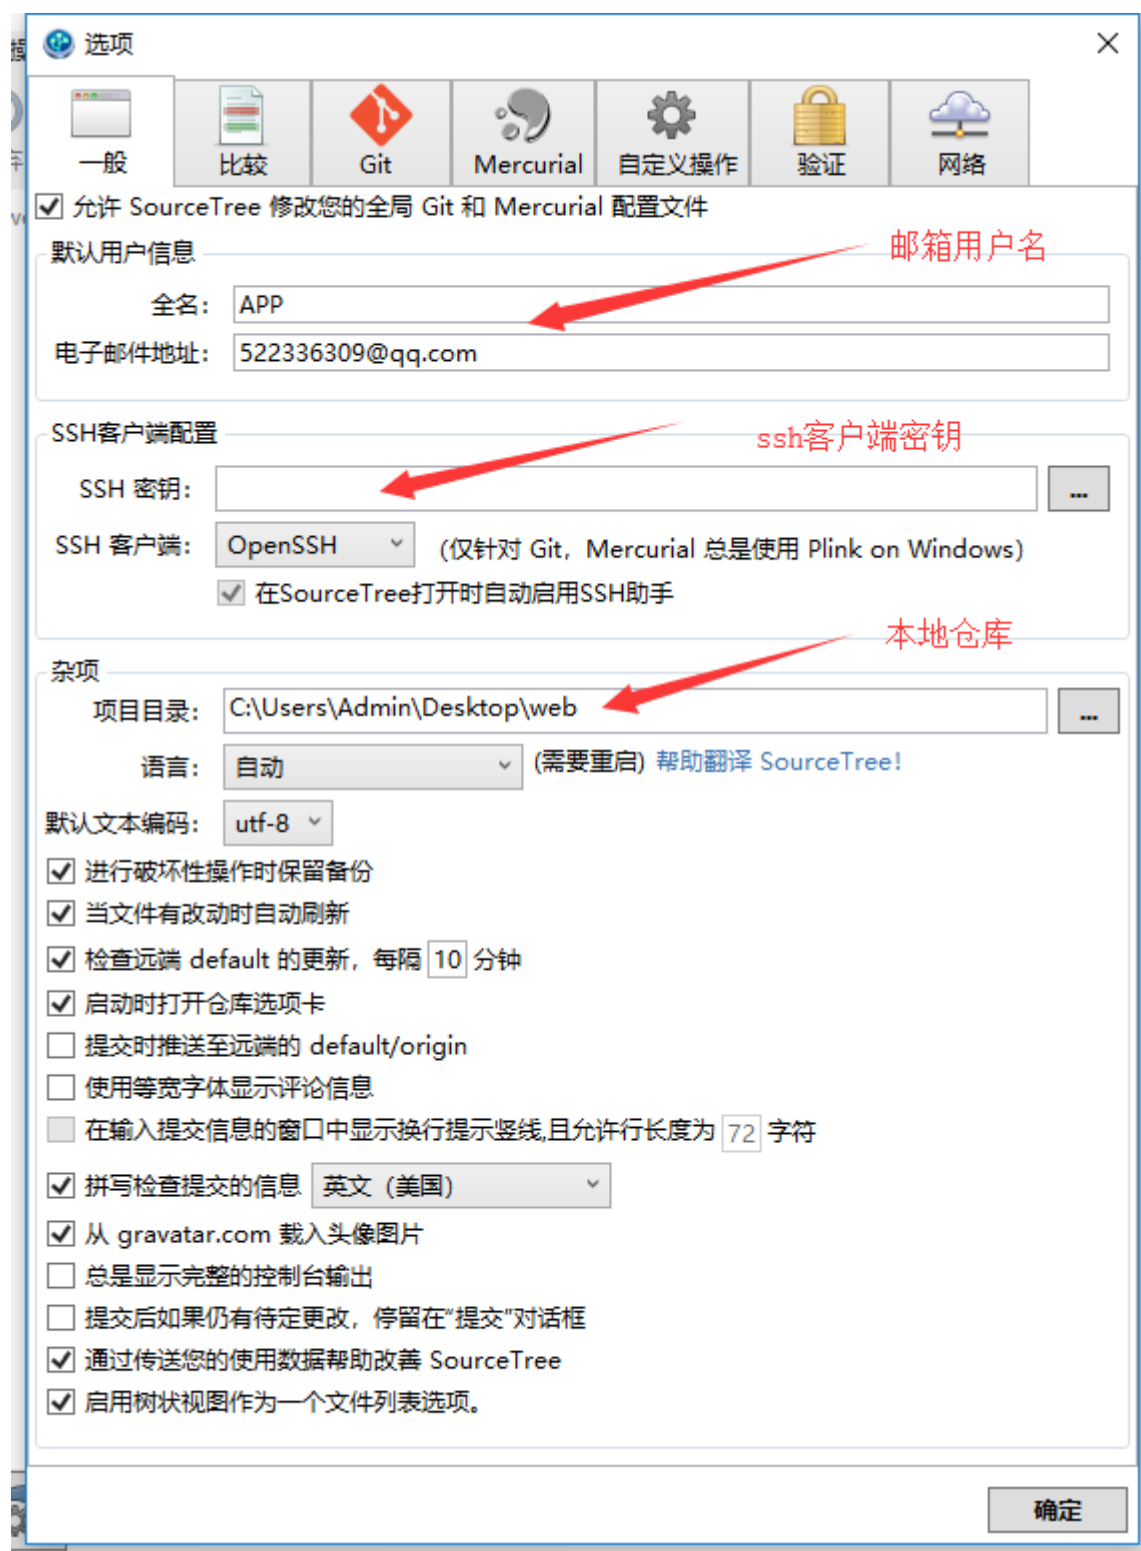 选项
一般
比较
Git
Mercurial
自定义操作
验证
网络
允许 SourceTree 修改您的全局 Git 和 Mercurial 配置文件
默认用户信息
邮箱用户名
全名：
APP
电子邮件地址：
522336309@qq.com
SSH客户端配置
ssh客户端密钥
SSH 密钥：
...
SSH 客户端：
OpenSSH
(仅针对 Git，Mercurial 总是使用 Plink on Windows)
在SourceTree打开时自动启用SSH助手
本地仓库
杂项
项目目录：
C:\Users\Admin\Desktop\web
...
语言：
自动
(需要重启) 帮助翻译 SourceTree!
默认文本编码：
utf-8
进行破坏性操作时保留备份
当文件有改动时自动刷新
检查远端 default 的更新，每隔 10 分钟
启动时打开仓库选项卡
提交时推送至远端的 default/origin
使用等宽字体显示评论信息
在输入提交信息的窗口中显示换行提示竖线,且允许行长度为 72 字符
拼写检查提交的信息 英文（美国）
从 gravatar.com 载入头像图片
总是显示完整的控制台输出
提交后如果仍有待定更改，停留在“提交”对话框
通过传送您的使用数据帮助改善 SourceTree
启用树状视图作为一个文件列表选项。
确定